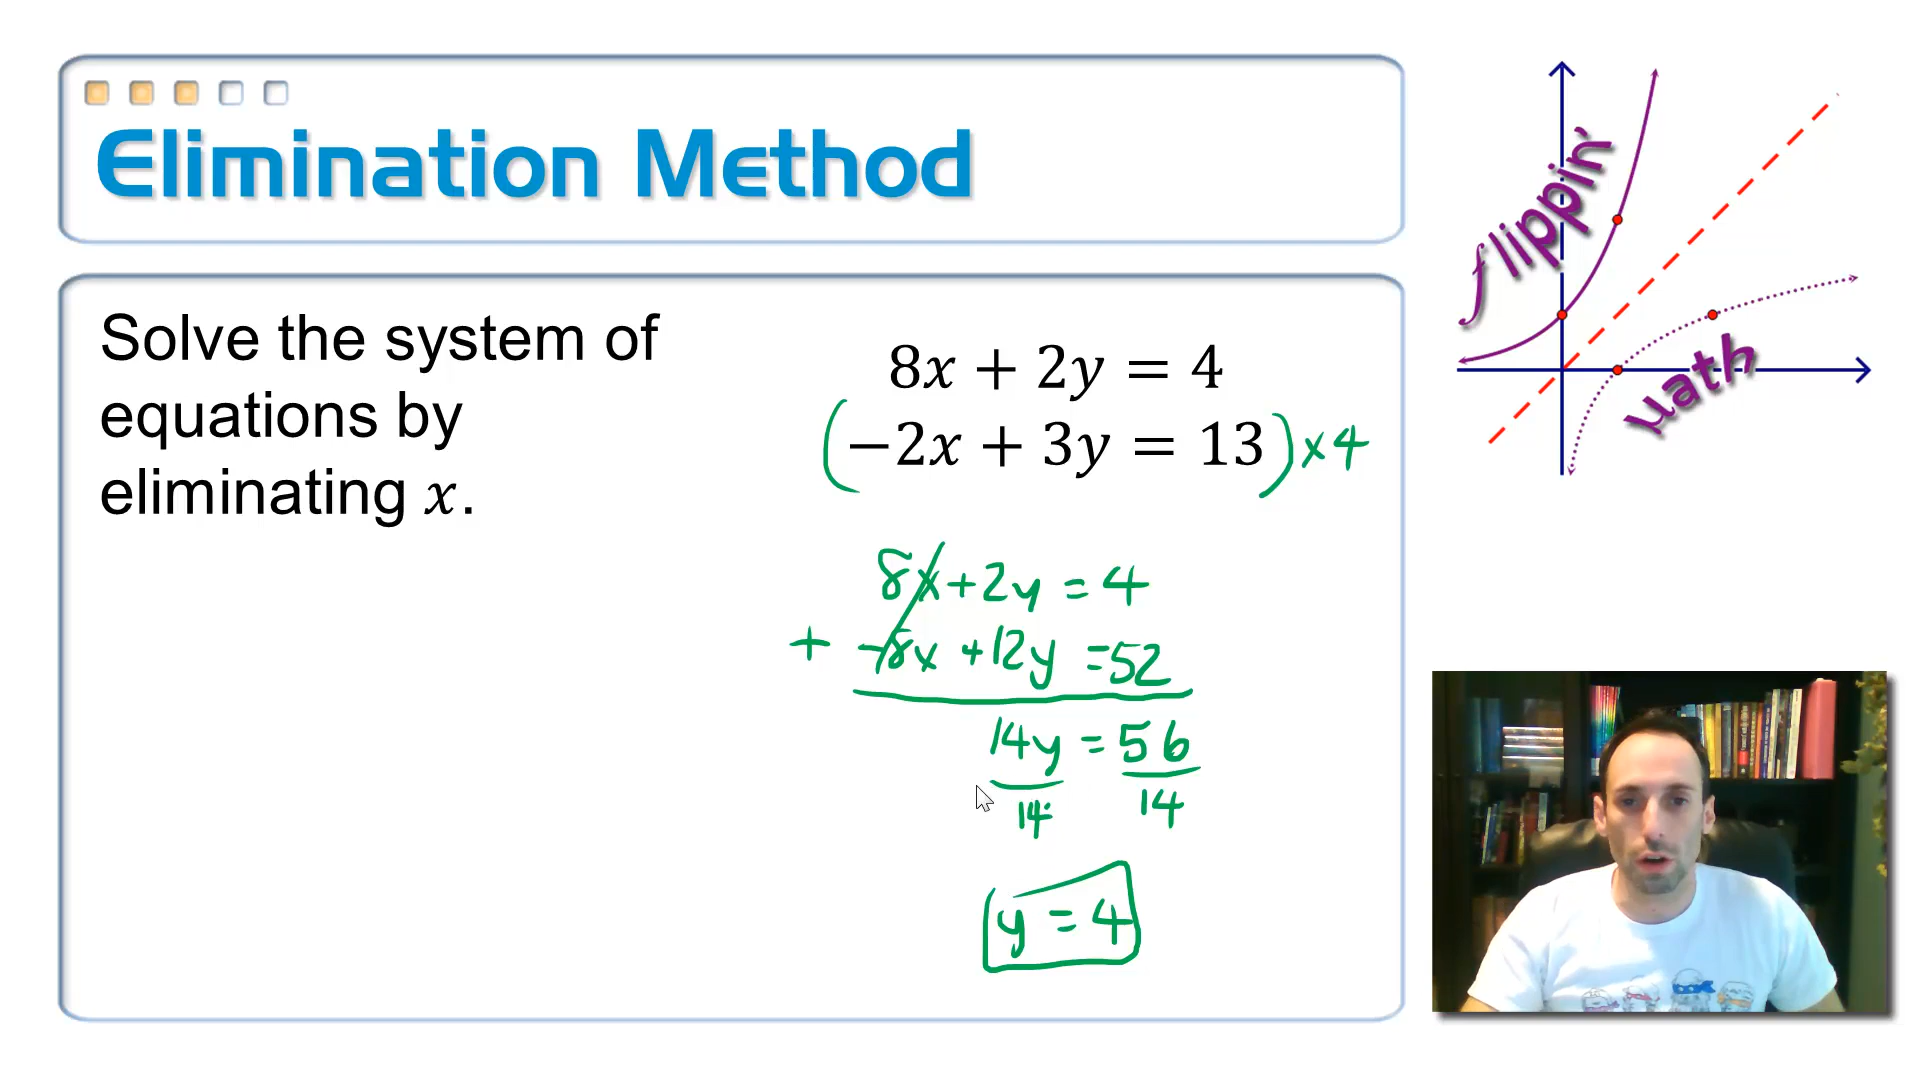 Elimination Method
Solve the system of
equations by
eliminating x.
8x + 2y = 4
(−2x + 3y = 13) x4
8x + 2y = 4
+ -8x + 12y = 52
14y = 56
14 14
y = 4
flippin'
math